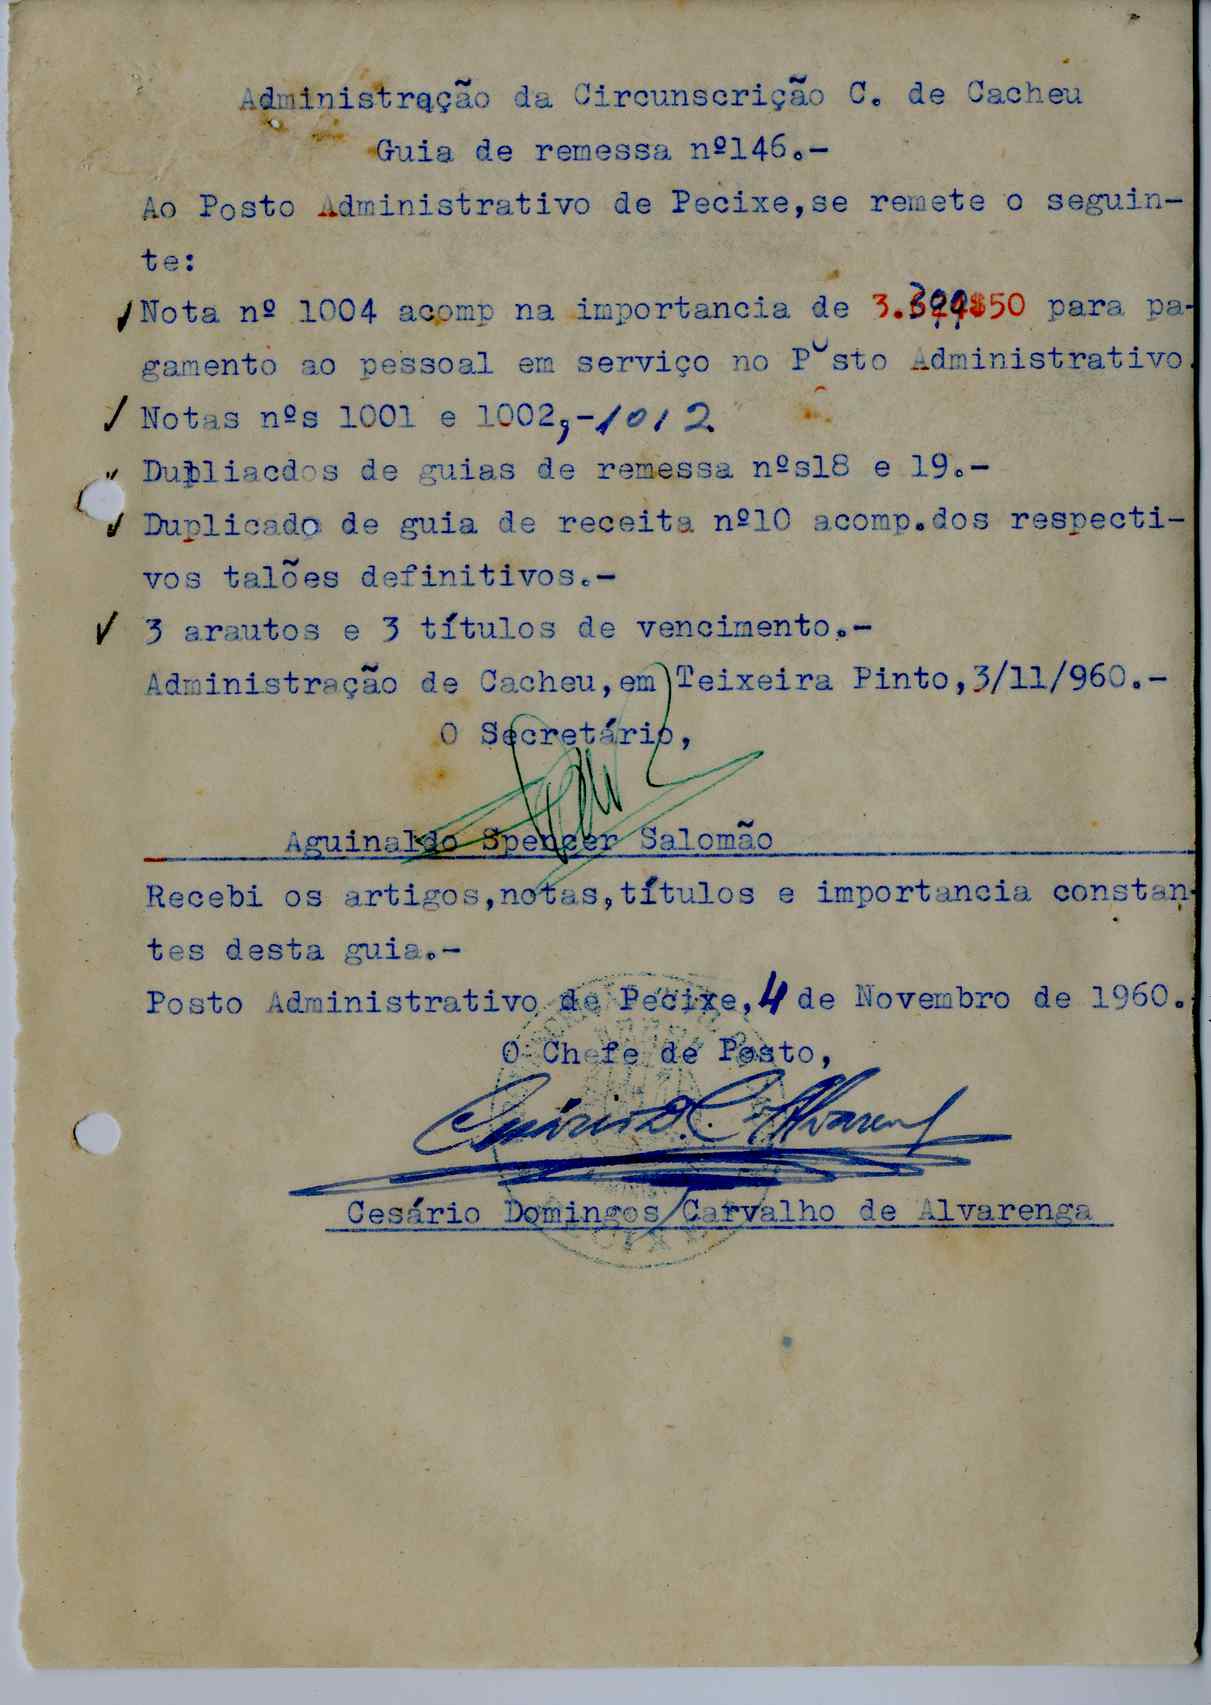 Administração da Circunscrição C. de Cacheu
Guia de remessa nº146.-
Ao Posto Administrativo de Pecixe,se remete o seguin-
te:
Nota nº 1004 acomp na importancia de para pa-
gamento ao pessoal em serviço no Posto Administrativo.
Notas nºs 1001 e 1002,-1012
Dupliacdos de guias de remessa nºs18 e 19.-
Duplicado de guia de receita nº10 acomp.dos respecti-
vos talões definitivos.-
3 arautos e 3 títulos de vencimento.-
Administração de Cacheu,em Teixeira Pinto,3/11/960.-
O Secretário,
Aguinaldo Spencer Salomão
Recebi os artigos,notas,títulos e importancia constan-
tes desta guia.-
Posto Administrativo de Pecixe,4 de Novembro de 1960.
O Chefe de Posto,
Cesário D. C. Alvarenga
Cesário Domingos Carvalho de Alvarenga